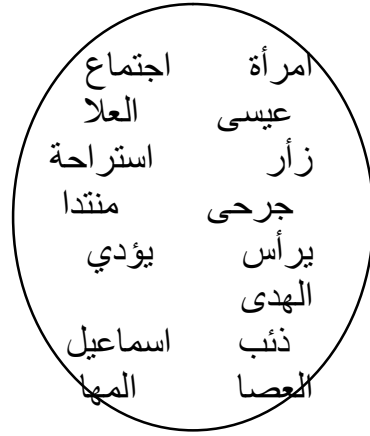 امرأة اجتماع
عيسى العلا
زأر استراحة
جرحى منتدا
يرأس يؤدي
الهدى
ذئب اسماعيل
العصا المها